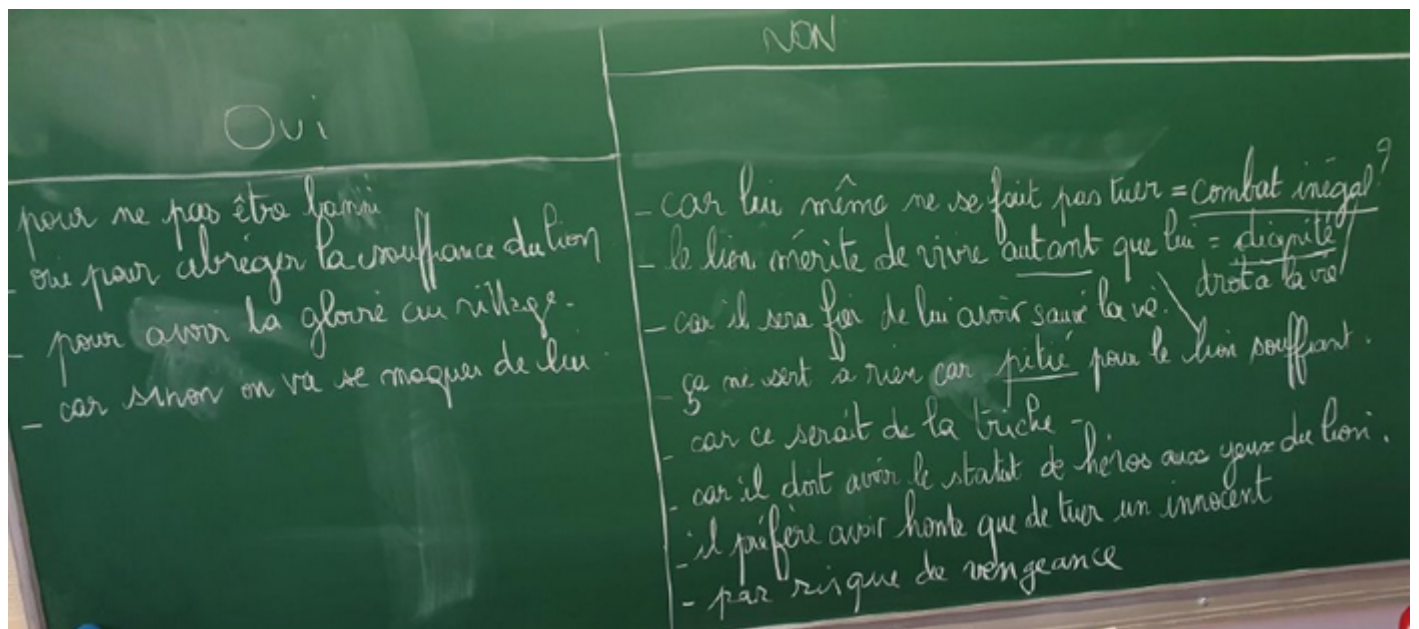 Oui
pour ne pas être banni
- oui pour abréger la souffrance du lion
- pour avoir la gloire au village.
- car sinon on va se moquer de lui.
NON
- car lui même ne se fait pas tuer = combat inégal ?
- le lion mérite de vivre autant que lui = dignité
droit à la vie
- car il sera fier de lui avoir sauvé la vie.
- ça ne sert à rien car pitié pour le lion souffrant.
- car ce serait de la triche -
- car il doit avoir le statut de héros aux yeux du lion.
- il préfère avoir honte que de tuer un innocent
- par risque de vengeance